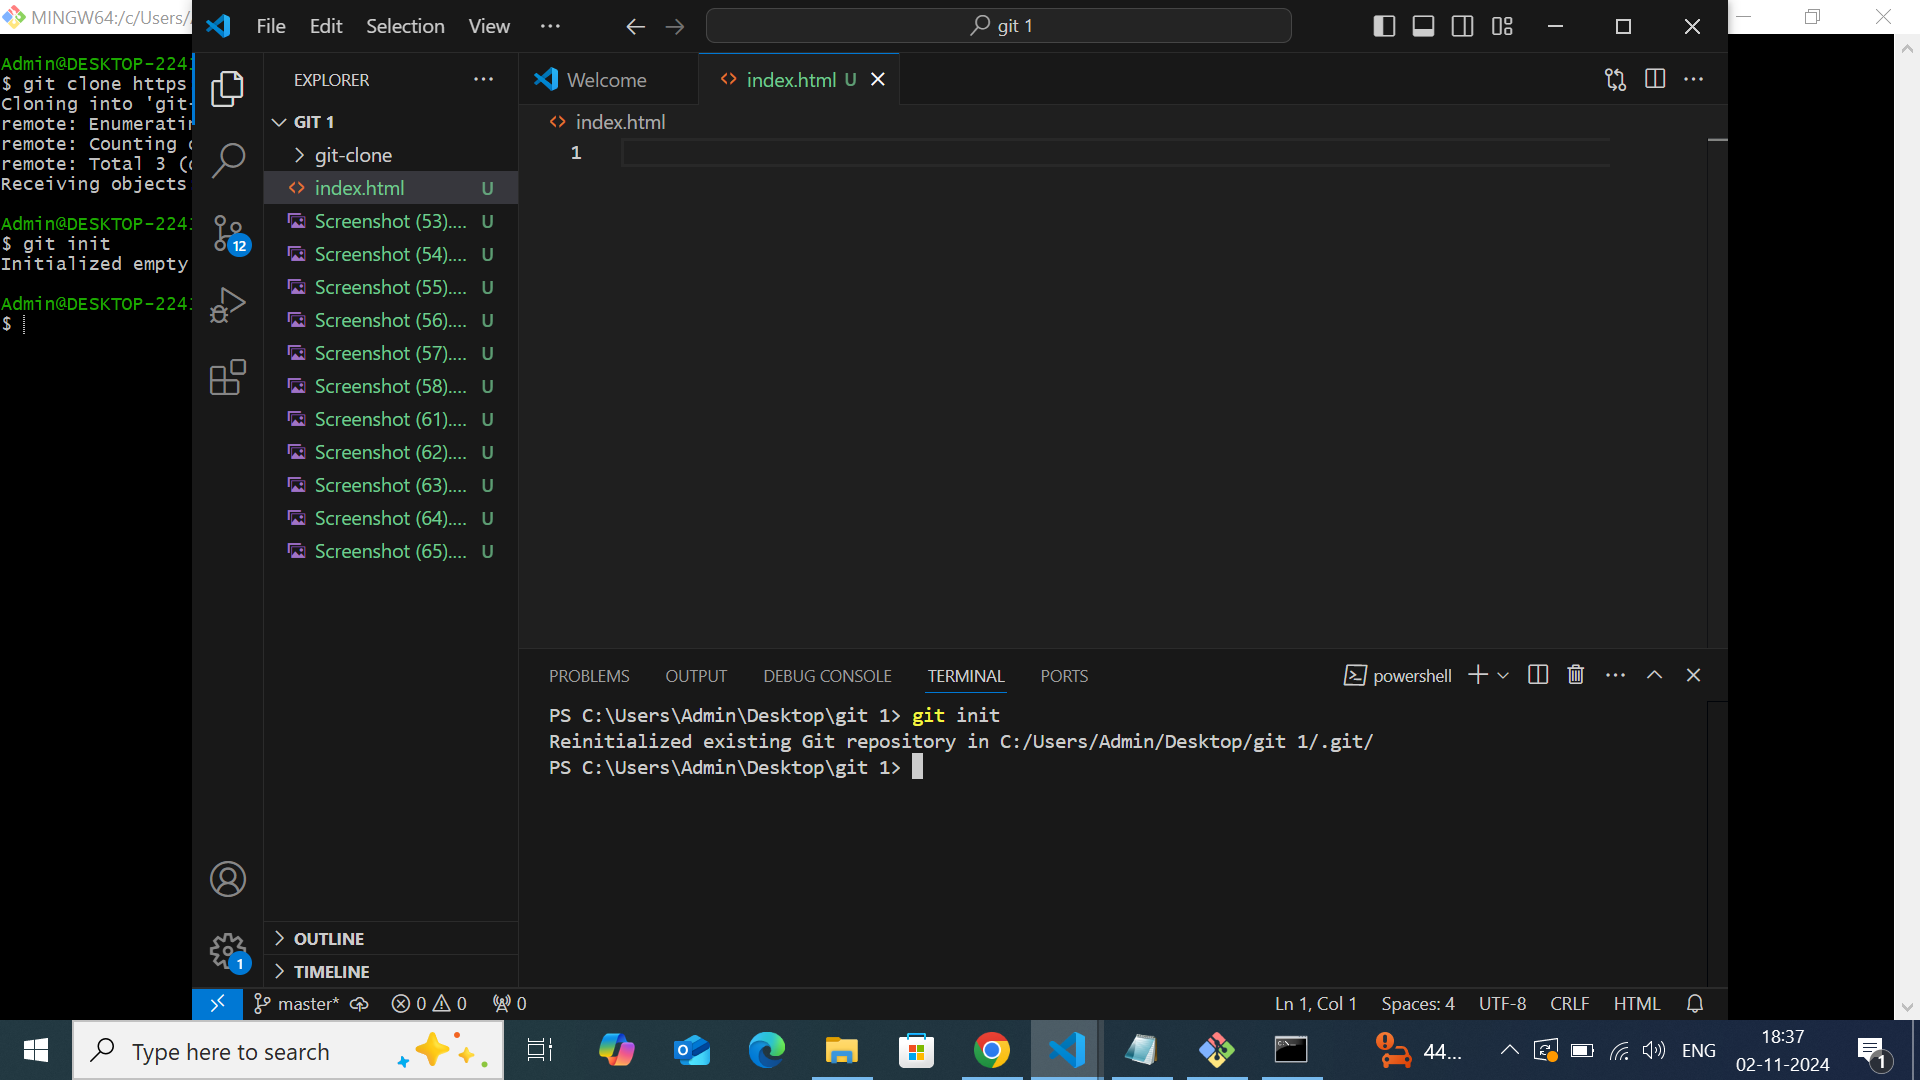 MINGW64:/c/Users/
Admin@DESKTOP-2241
$ git clone https
Cloning into 'git-
remote: Enumeratin
remote: Counting
remote: Total 3 (
Receiving objects
Admin@DESKTOP-2241
$ git init
Initialized empty
Admin@DESKTOP-2241
$
File Edit Selection View ...
git 1
EXPLORER ...
GIT 1
git-clone
index.html U
Screenshot (53).... U
Screenshot (54).... U
Screenshot (55).... U
Screenshot (56).... U
Screenshot (57).... U
Screenshot (58).... U
Screenshot (61).... U
Screenshot (62).... U
Screenshot (63).... U
Screenshot (64).... U
Screenshot (65).... U
12
OUTLINE
TIMELINE
1
Welcome
index.html U
index.html
1
PROBLEMS OUTPUT DEBUG CONSOLE TERMINAL PORTS
powershell
PS C:\Users\Admin\Desktop\git 1> git init
Reinitialized existing Git repository in C:/Users/Admin/Desktop/git 1/.git/
PS C:\Users\Admin\Desktop\git 1>
master* 0 0 0
Ln 1, Col 1 Spaces: 4 UTF-8 CRLF HTML
Type here to search
44...
ENG
18:37
02-11-2024
1